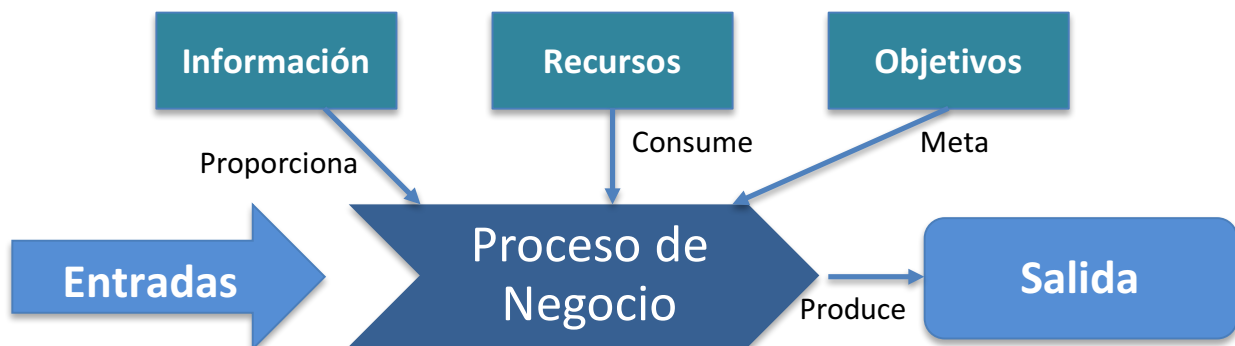 Información
Recursos
Objetivos
Proporciona
Consume
Meta
Entradas
Proceso de
Negocio
Produce
Salida